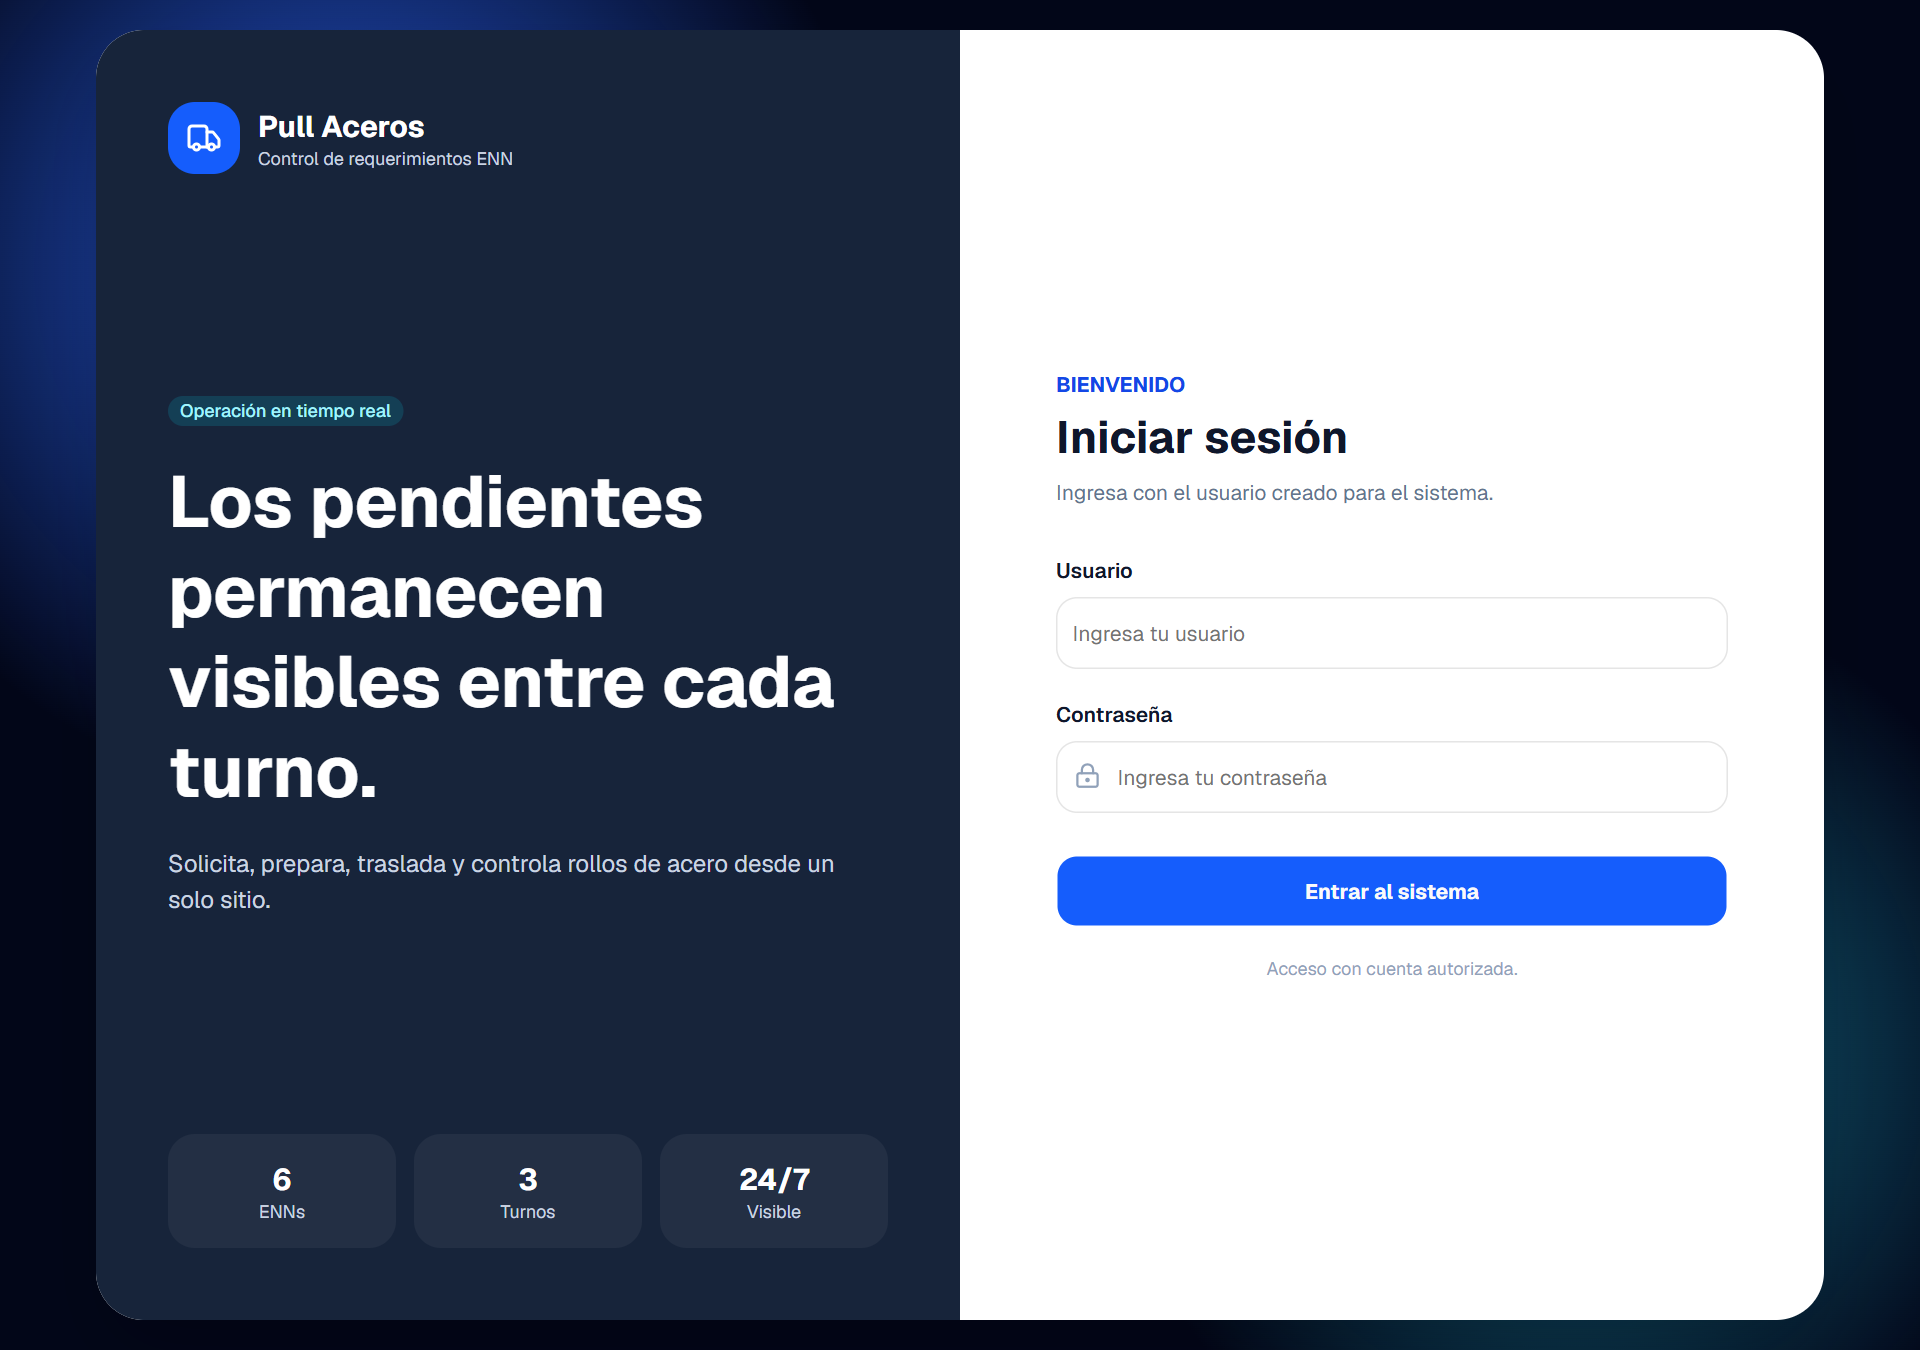 Pull Aceros
Control de requerimientos ENN
Operación en tiempo real
Los pendientes
permanecen
visibles entre cada
turno.
Solicita, prepara, traslada y controla rollos de acero desde un
solo sitio.
6
ENNs
3
Turnos
24/7
Visible
BIENVENIDO
Iniciar sesión
Ingresa con el usuario creado para el sistema.
Usuario
Ingresa tu usuario
Contraseña
Ingresa tu contraseña
Entrar al sistema
Acceso con cuenta autorizada.